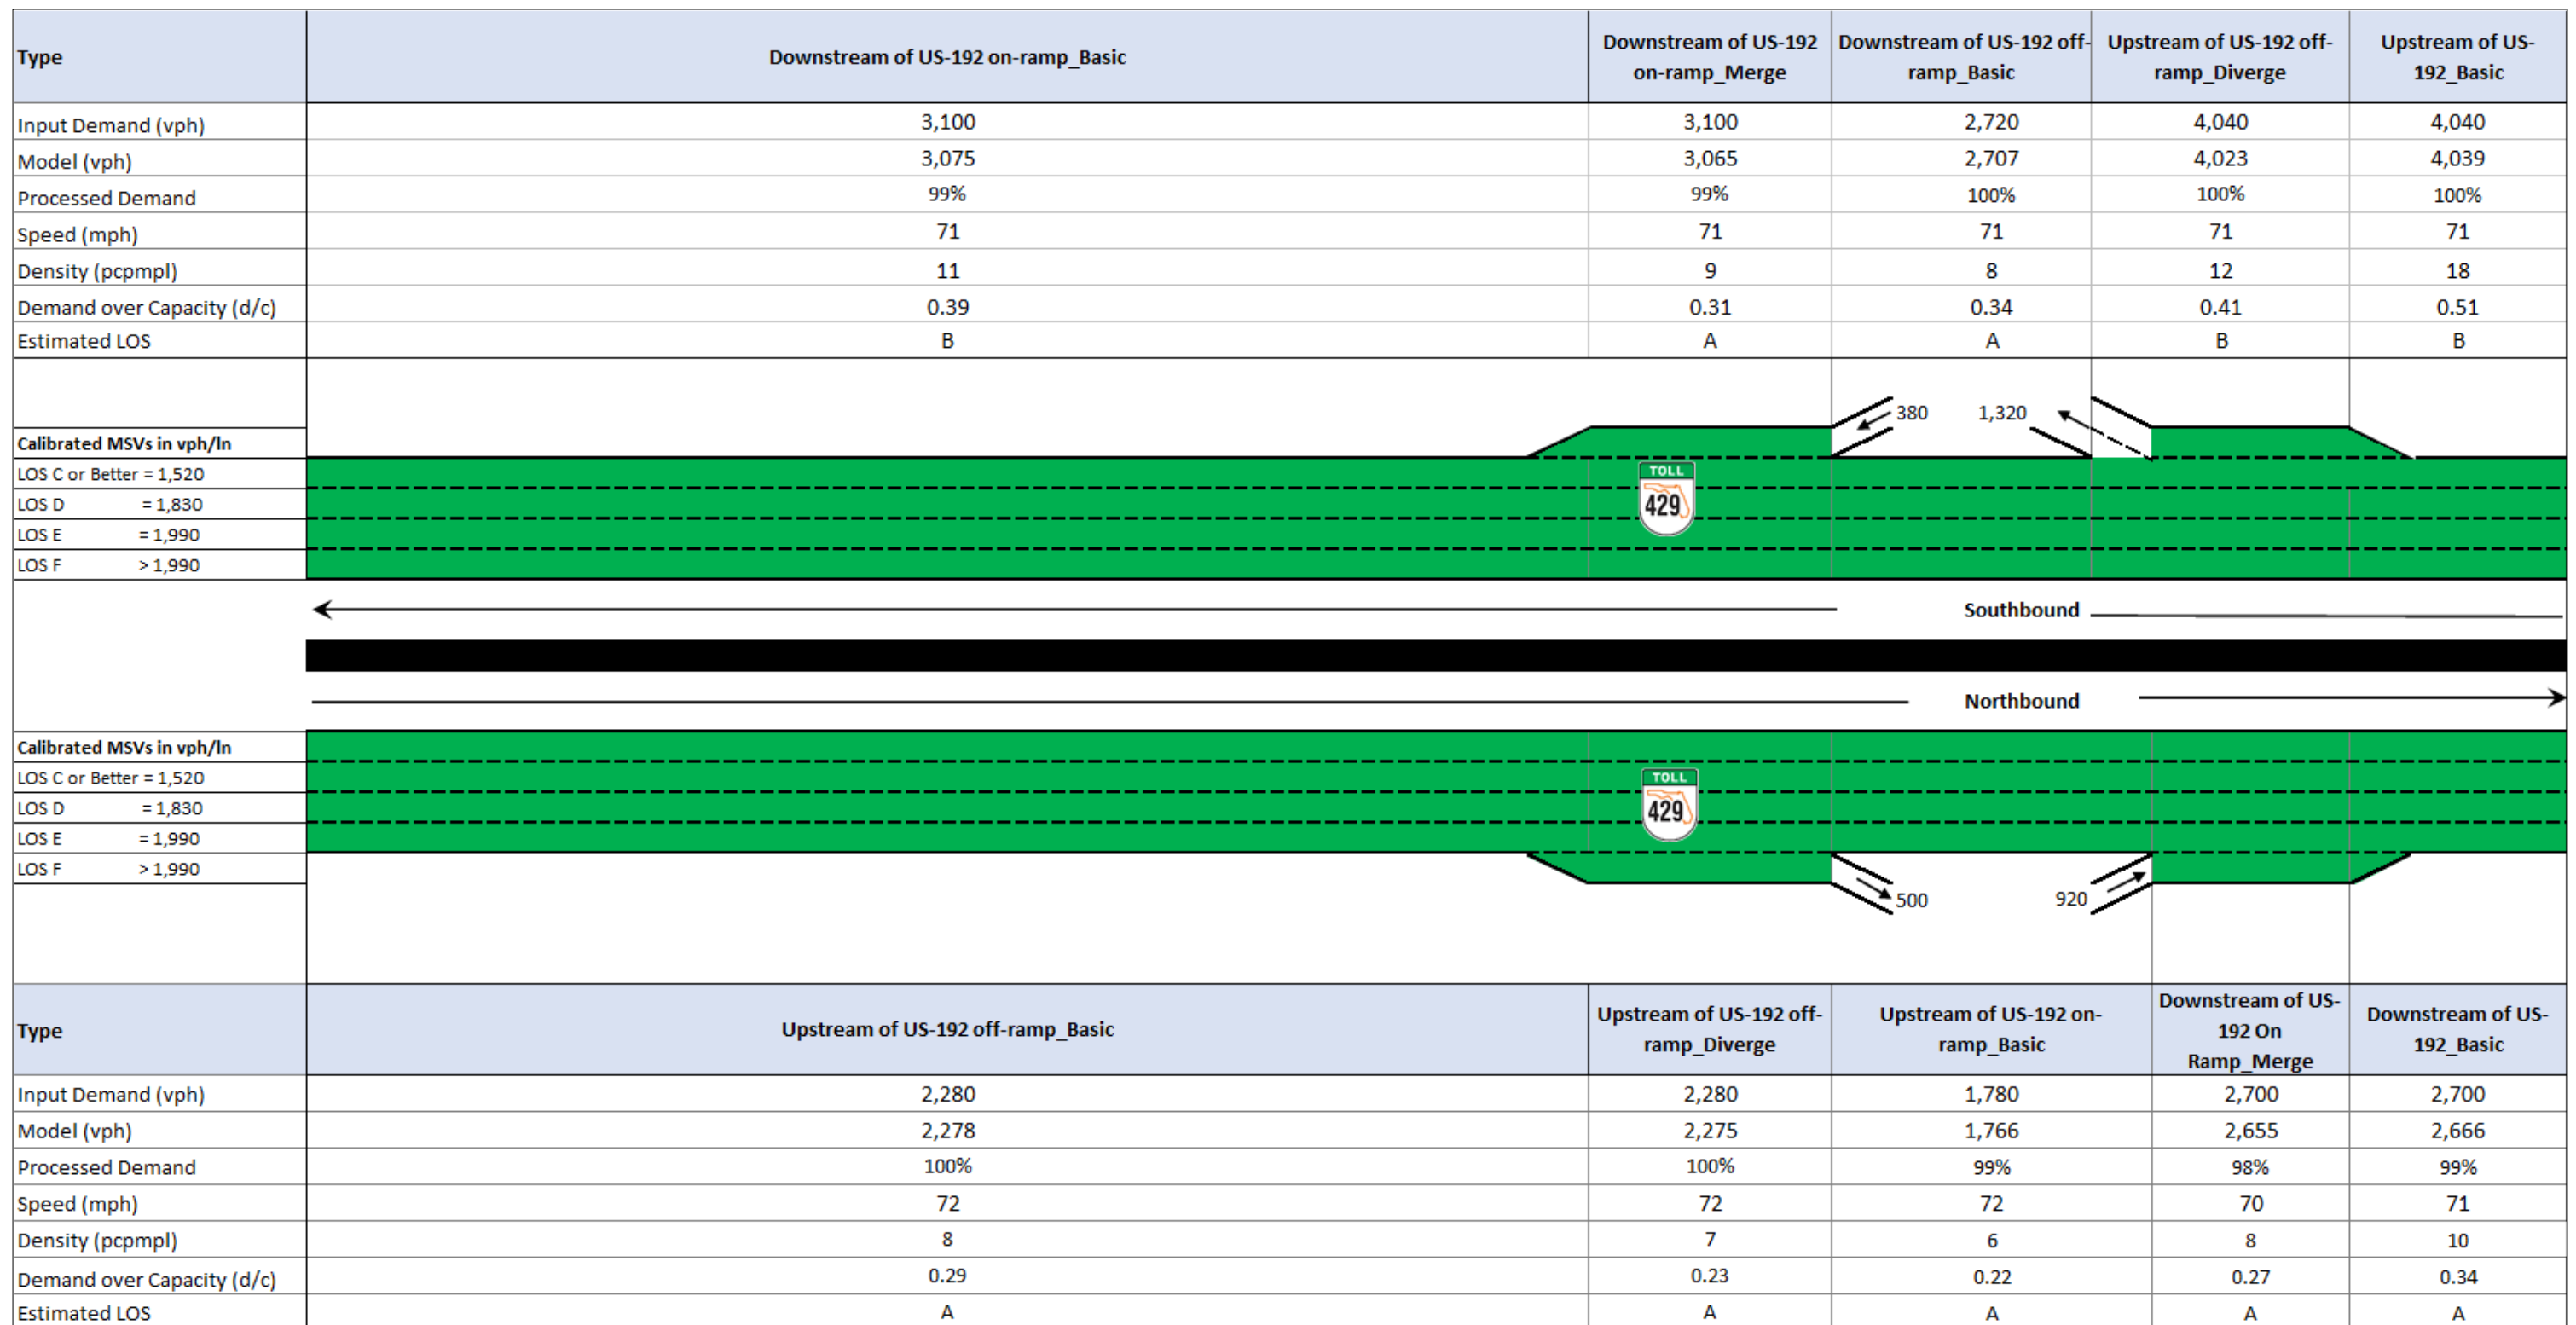 Type Downstream of US-192 on-ramp_Basic Downstream of US-192 on-ramp_Merge Downstream of US-192 off-ramp_Basic Upstream of US-192 off-ramp_Diverge Upstream of US-192_Basic
Input Demand (vph) 3,100 3,100 2,720 4,040 4,040
Model (vph) 3,075 3,065 2,707 4,023 4,039
Processed Demand 99% 99% 100% 100% 100%
Speed (mph) 71 71 71 71 71
Density (pcpmpl) 11 9 8 12 18
Demand over Capacity (d/c) 0.39 0.31 0.34 0.41 0.51
Estimated LOS B A A B B
380 1,320
Calibrated MSVs in vph/ln
LOS C or Better = 1,520
LOS D = 1,830
LOS E = 1,990
LOS F > 1,990
TOLL
429
Southbound
Northbound
Calibrated MSVs in vph/ln
LOS C or Better = 1,520
LOS D = 1,830
LOS E = 1,990
LOS F > 1,990
TOLL
429
500 920
Type Upstream of US-192 off-ramp_Basic Upstream of US-192 off-ramp_Diverge Upstream of US-192 on-ramp_Basic Downstream of US-192 On Ramp_Merge Downstream of US-192_Basic
Input Demand (vph) 2,280 2,280 1,780 2,700 2,700
Model (vph) 2,278 2,275 1,766 2,655 2,666
Processed Demand 100% 100% 99% 98% 99%
Speed (mph) 72 72 72 70 71
Density (pcpmpl) 8 7 6 8 10
Demand over Capacity (d/c) 0.29 0.23 0.22 0.27 0.34
Estimated LOS A A A A A